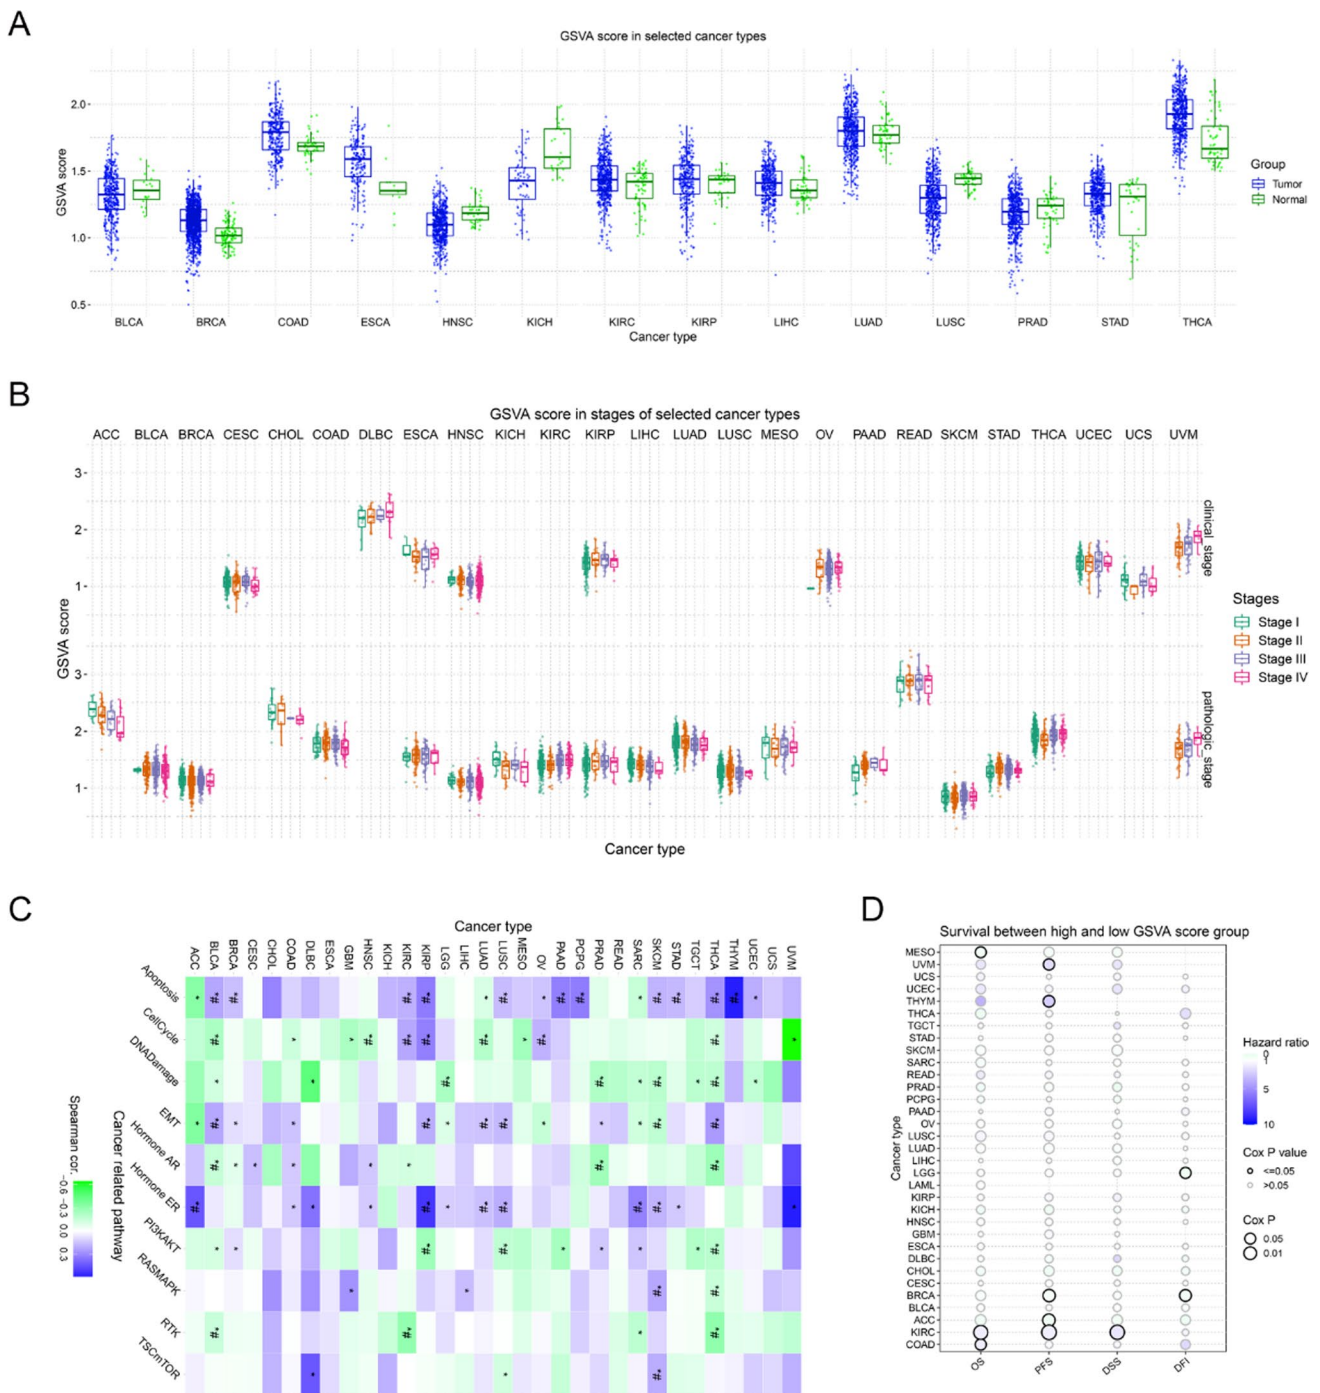 A
GSVA score in selected cancer types
GSVA score
2.0
1.5
1.0
0.5
BLCA BRCA COAD ESCA HNSC KICH KIRC KIRP LIHC LUAD LUSC PRAD STAD THCA
Cancer type
Group
Tumor
Normal
B
GSVA score in stages of selected cancer types
ACC BLCA BRCA CESC CHOL COAD DLBC ESCA HNSC KICH KIRC KIRP LIHC LUAD LUSC MESO OV PAAD READ SKCM STAD THCA UCEC UCS UVM
3
2
1
clinical stage
GSVA score
3
2
1
pathologic stage
Cancer type
Stages
Stage I
Stage II
Stage III
Stage IV
C
Cancer type
ACC BLCA BRCA CESC CHOL COAD DLBC ESCA GBM HNSC KICH KIRC KIRP LGG LIHC LUAD LUSC MESO OV PAAD PCPG PRAD READ SARC SKCM STAD TGCT THCA THYM UCEC UCS UVM
Apoptosis
CellCycle
DNADamage
EMT
Hormone AR
Hormone ER
PI3KAKT
RASMAPK
RTK
TSCmTOR
Cancer related pathway
Spearman cor.
-0.6 -0.3 0.0 0.3
D
Survival between high and low GSVA score group
Cancer type
MESO
UVM
UCS
UCEC
THYM
THCA
TGCT
STAD
SKCM
SARC
READ
PRAD
PCPG
PAAD
OV
LUSC
LUAD
LIHC
LGG
LAML
KIRP
KICH
HNSC
GBM
ESCA
DLBC
CHOL
CESC
BRCA
BLCA
ACC
KIRC
COAD
OS PFS DSS DFI
Hazard ratio
0
1
5
10
Cox P value
<=0.05
>0.05
Cox P
0.05
0.01